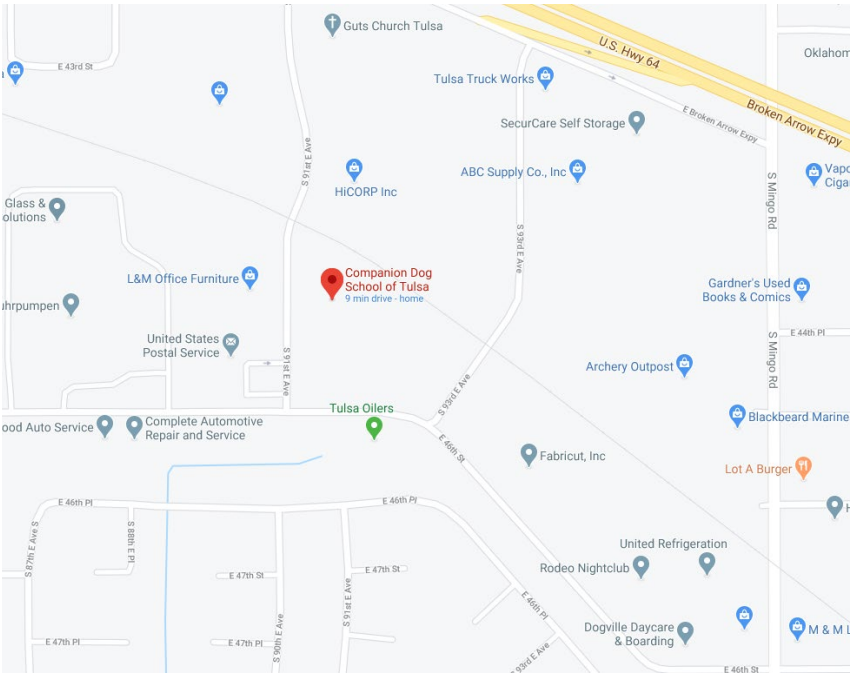 Guts Church Tulsa
U.S. Hwy 64
Oklahom
E 43rd St
Tulsa Truck Works
Broken Arrow Expy
E Broken Arrow Expy
SecurCare Self Storage
S 91st E Ave
HiCORP Inc
ABC Supply Co., Inc
Vapo
Cigar
S Mingo Rd
Glass &
olutions
S 93rd E Ave
L&M Office Furniture
Companion Dog
School of Tulsa
9 min drive - home
Gardner's Used
Books & Comics
uhrpumpen
United States
Postal Service
E 44th Pl
S Mingo Rd
S 91st E Ave
Archery Outpost
S 93rd E Ave
Tulsa Oilers
Blackbeard Marine
ood Auto Service
Complete Automotive
Repair and Service
E 46th St
Fabricut, Inc
Lot A Burger
E 46th Pl
E 46th Pl
H
S 87th E Ave S
S 88th E Pl
United Refrigeration
Rodeo Nightclub
E 47th St
E 47th St
S 91st E Ave
E 46th Pl
S 90th E Ave
Dogville Daycare
& Boarding
M & M L
E 47th Pl
E 47th Pl
S 93rd E Ave
E 46th St